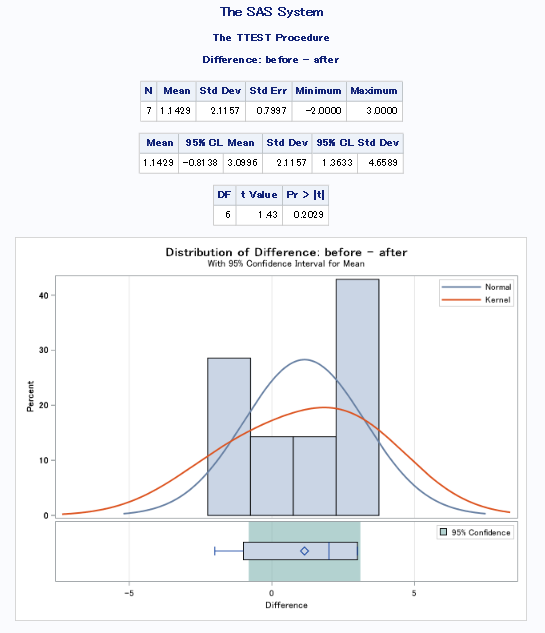 The SAS System
The TTEST Procedure
Difference: before - after
N Mean Std Dev Std Err Minimum Maximum
7 1.1429 2.1157 0.7997 -2.0000 3.0000
Mean 95% CL Mean Std Dev 95% CL Std Dev
1.1429 -0.8138 3.0996 2.1157 1.3633 4.6589
DF t Value Pr > |t|
6 1.43 0.2029
Distribution of Difference: before - after
With 95% Confidence Interval for Mean
Normal
Kernel
Percent
40
30
20
10
0
95% Confidence
-5 0 5
Difference